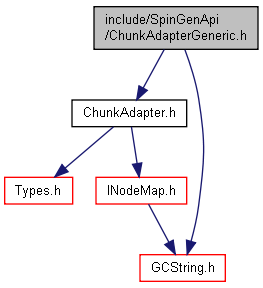 include/SpinGenApi
/ChunkAdapterGeneric.h
ChunkAdapter.h
Types.h
INodeMap.h
GCString.h